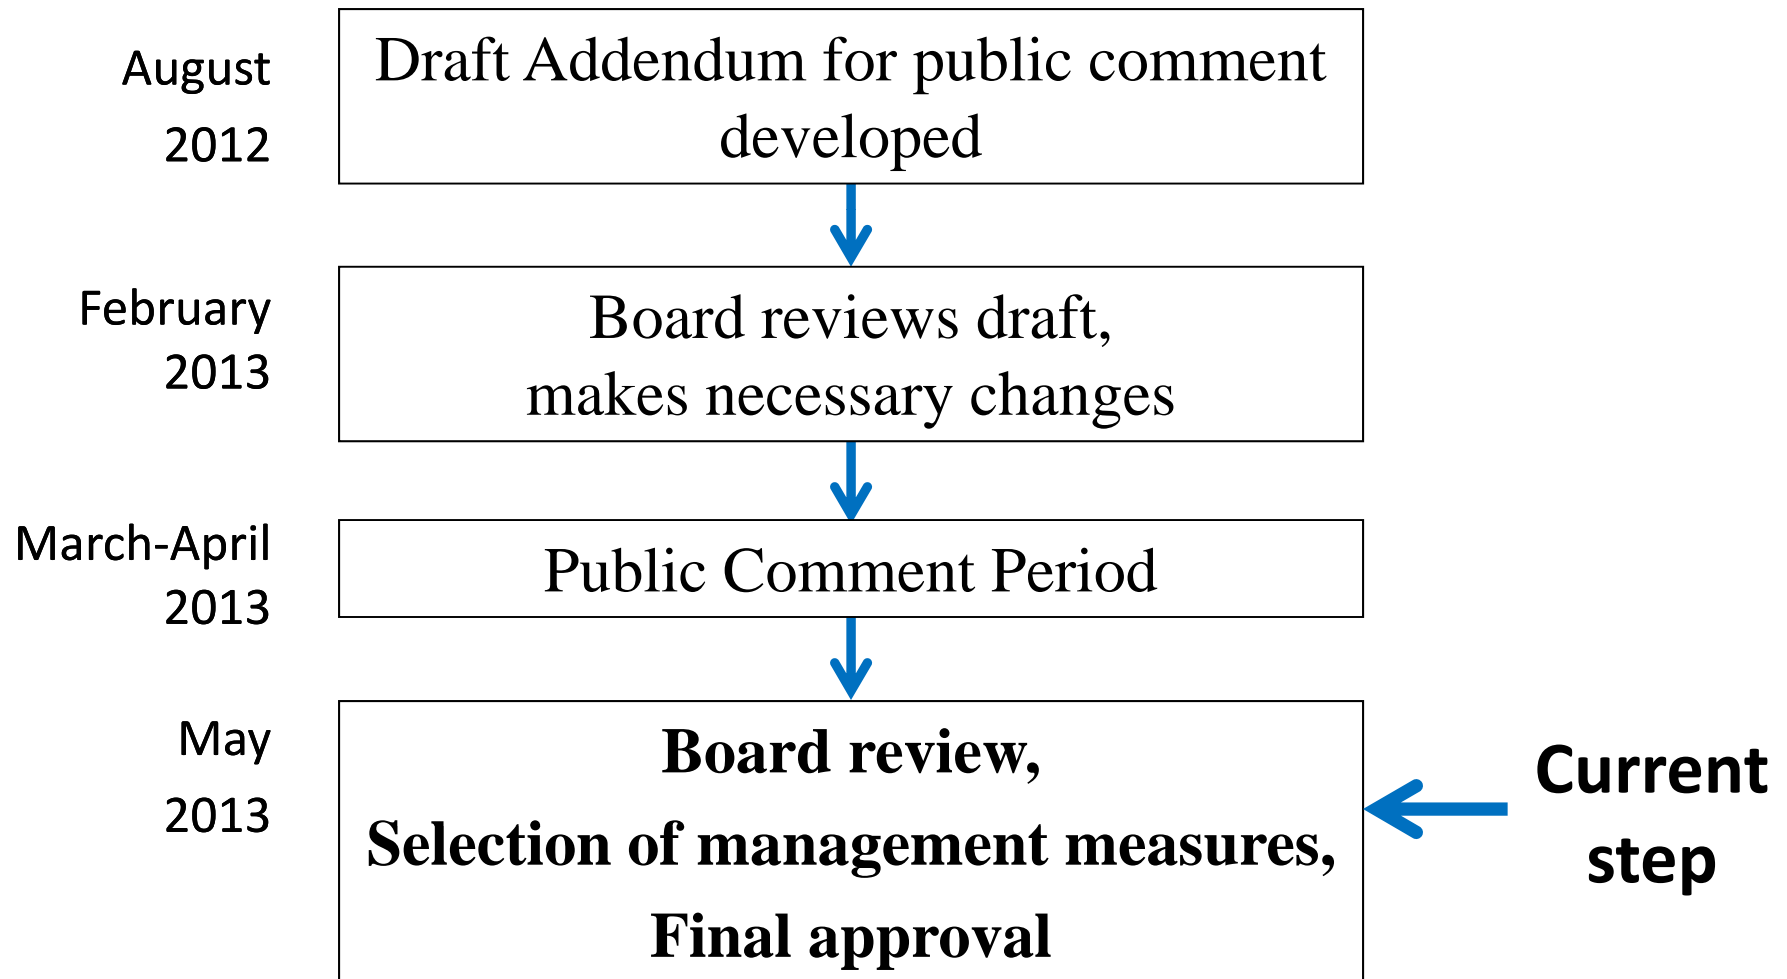 August
2012
Draft Addendum for public comment
developed
February
2013
Board reviews draft,
makes necessary changes
March-April
2013
Public Comment Period
May
2013
Board review,
Selection of management measures,
Final approval
Current
step